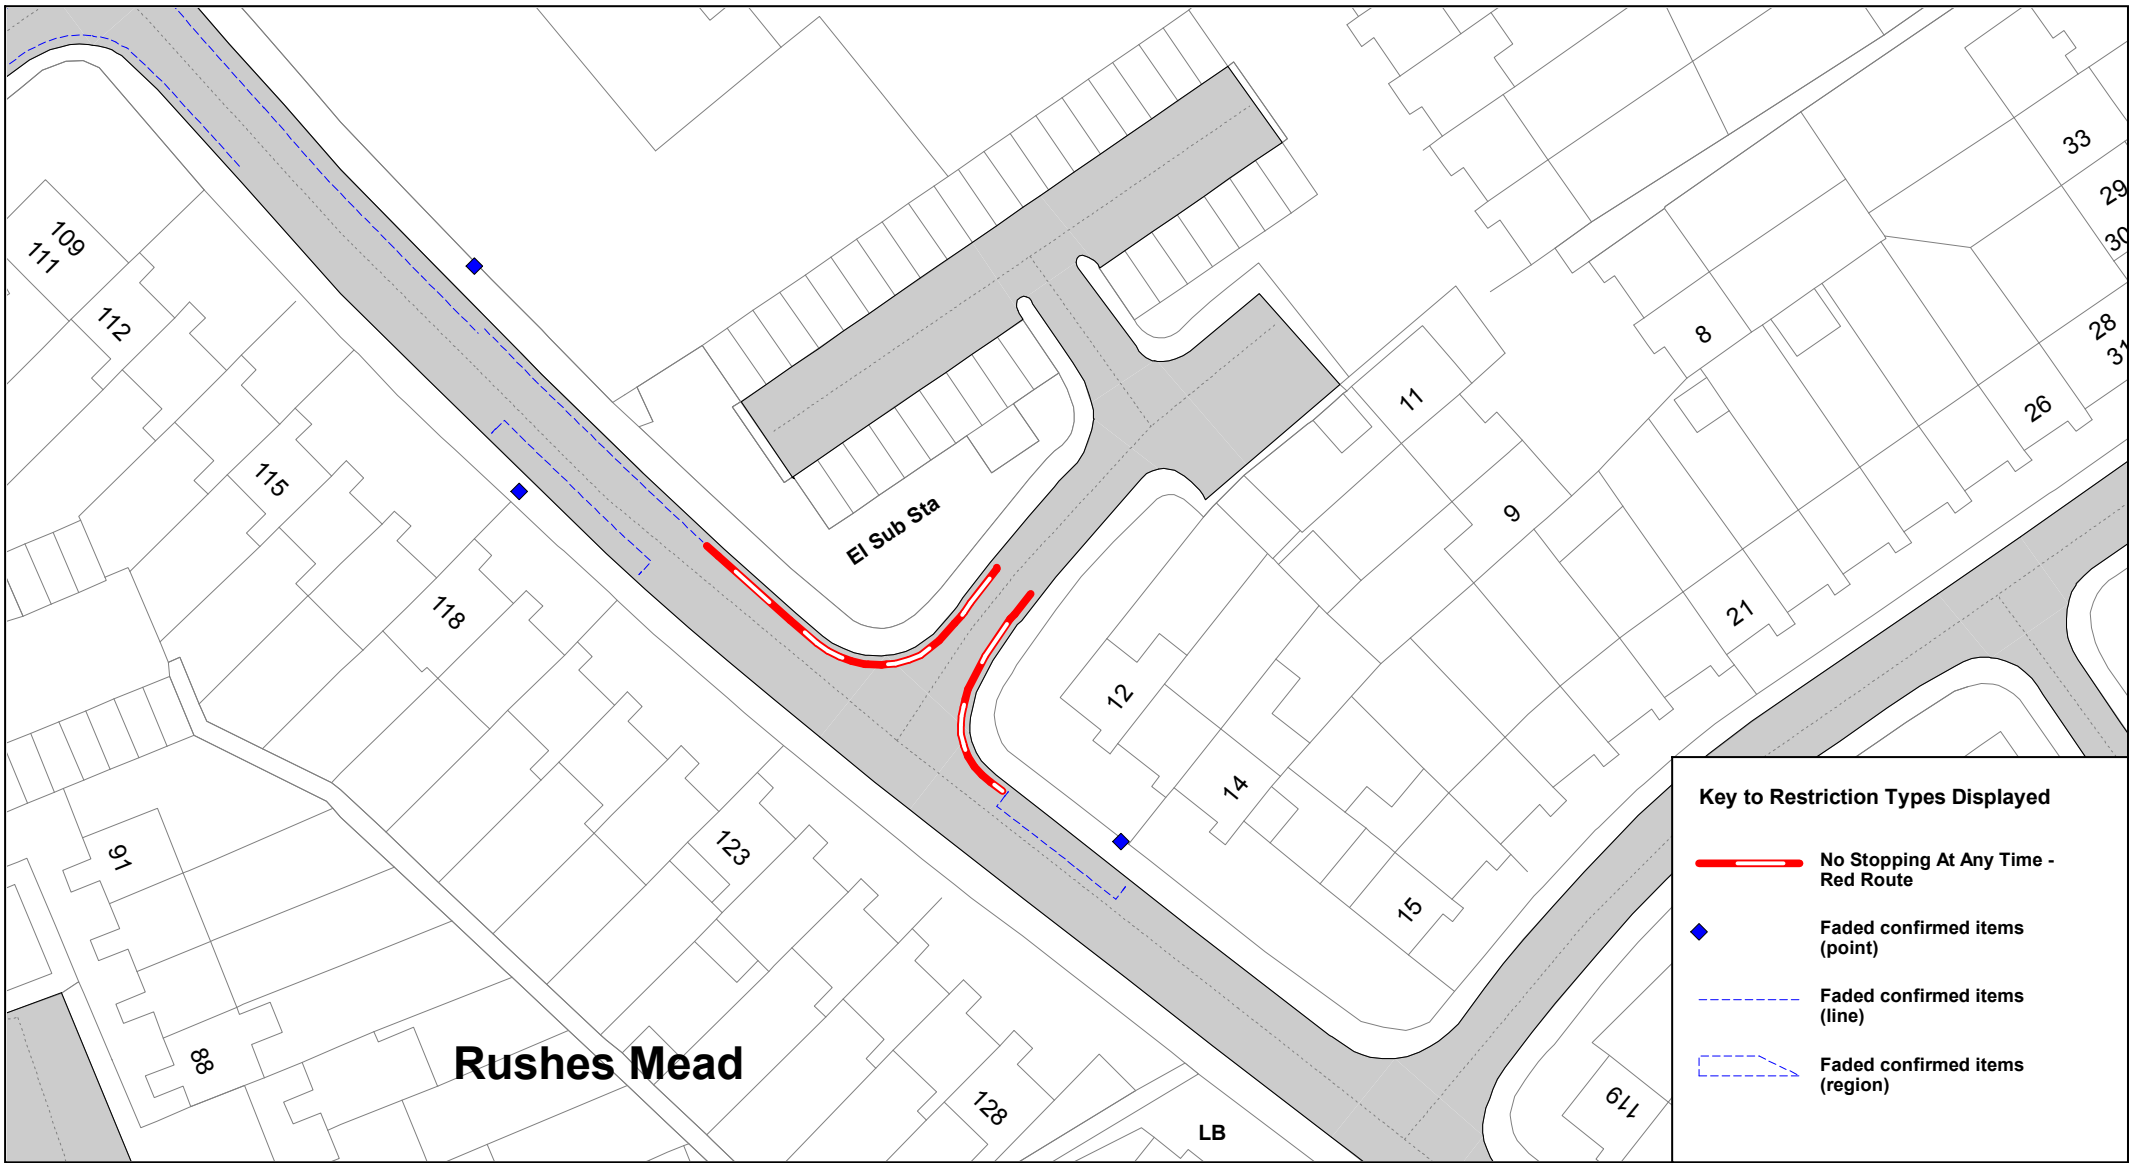 33
29
30
109
111
112
8
28
31
11
26
115
9
El Sub Sta
118
21
12
14
123
91
15
Key to Restriction Types Displayed
No Stopping At Any Time -
Red Route
Faded confirmed items
(point)
Faded confirmed items
(line)
Faded confirmed items
(region)
88
Rushes Mead
128
119
LB